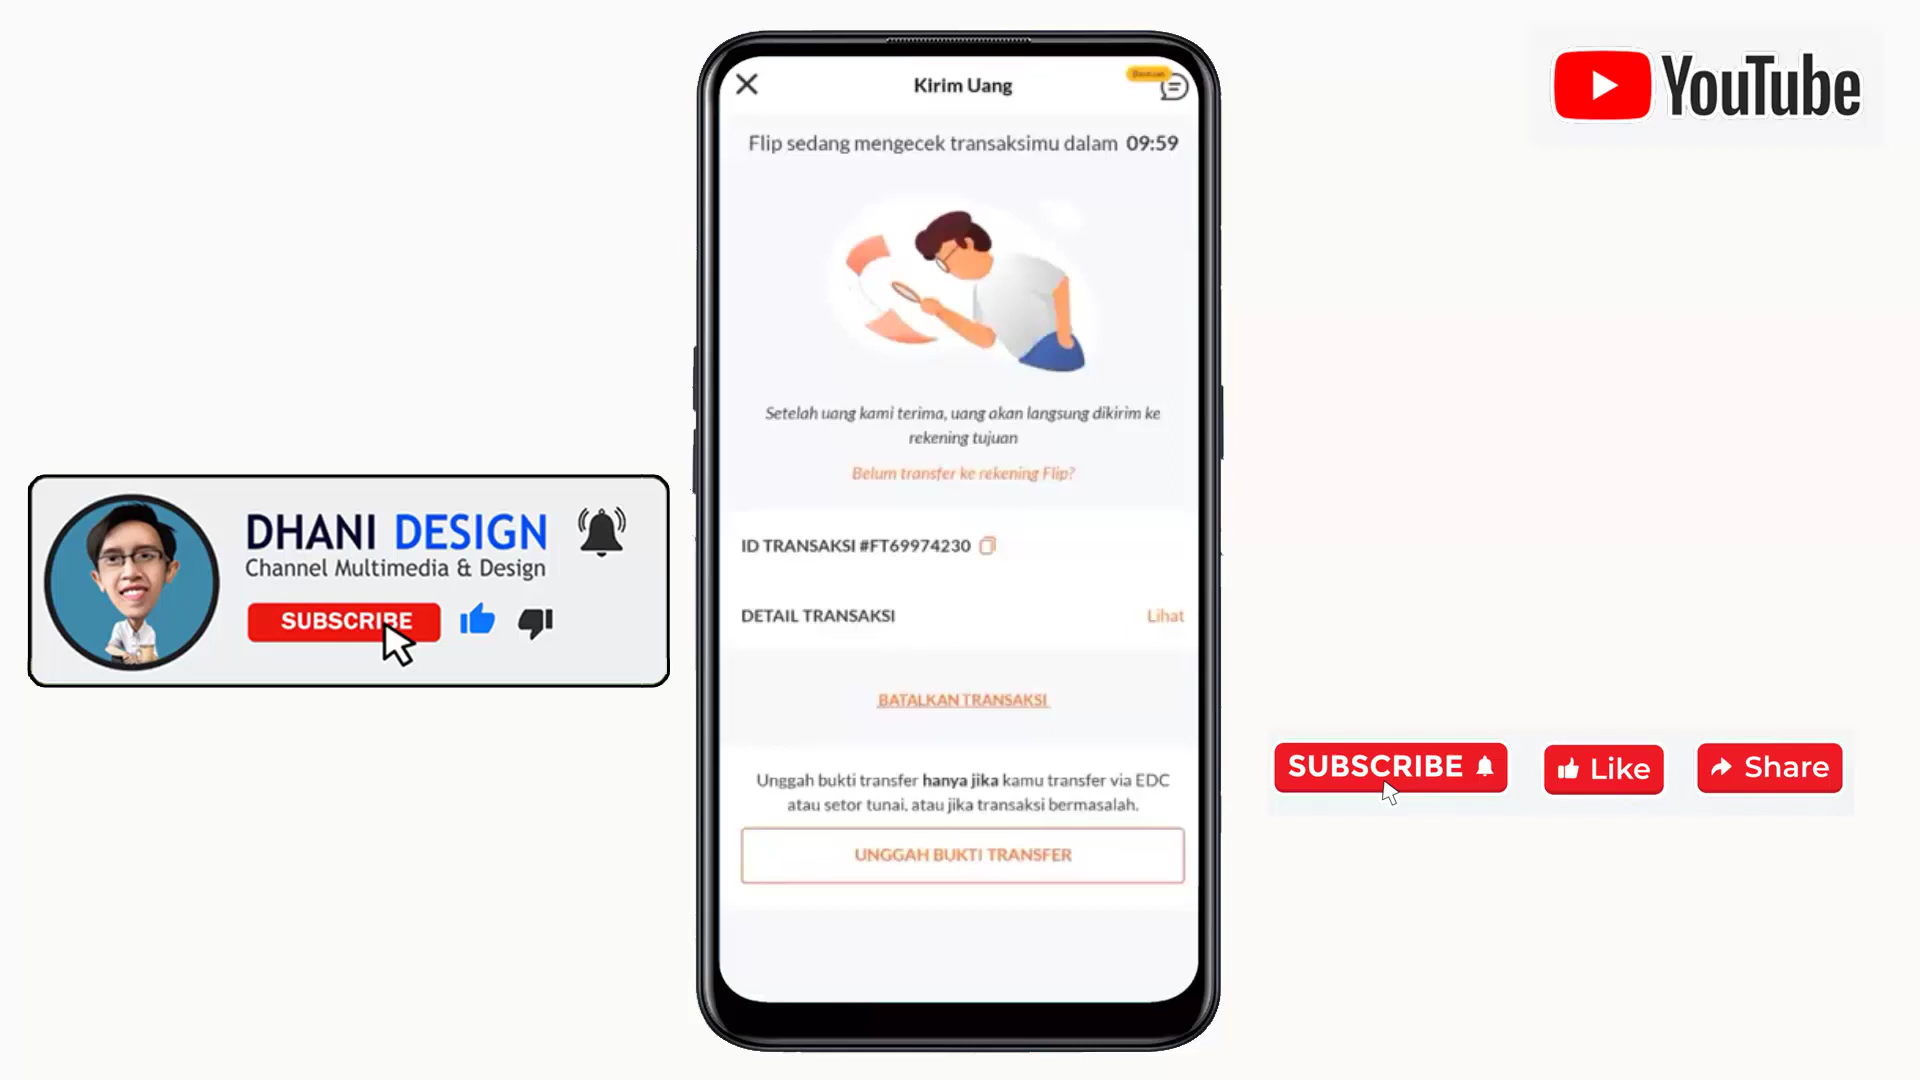 Kirim Uang
Bantuan
YouTube
Flip sedang mengecek transaksimu dalam 09:59
Setelah uang kami terima, uang akan langsung dikirim ke
rekening tujuan
Belum transfer ke rekening Flip?
DHANI DESIGN
Channel Multimedia & Design
SUBSCRIBE
ID TRANSAKSI #FT69974230
DETAIL TRANSAKSI Lihat
BATALKAN TRANSAKSI
SUBSCRIBE Like Share
Unggah bukti transfer hanya jika kamu transfer via EDC
atau setor tunai, atau jika transaksi bermasalah.
UNGGAH BUKTI TRANSFER